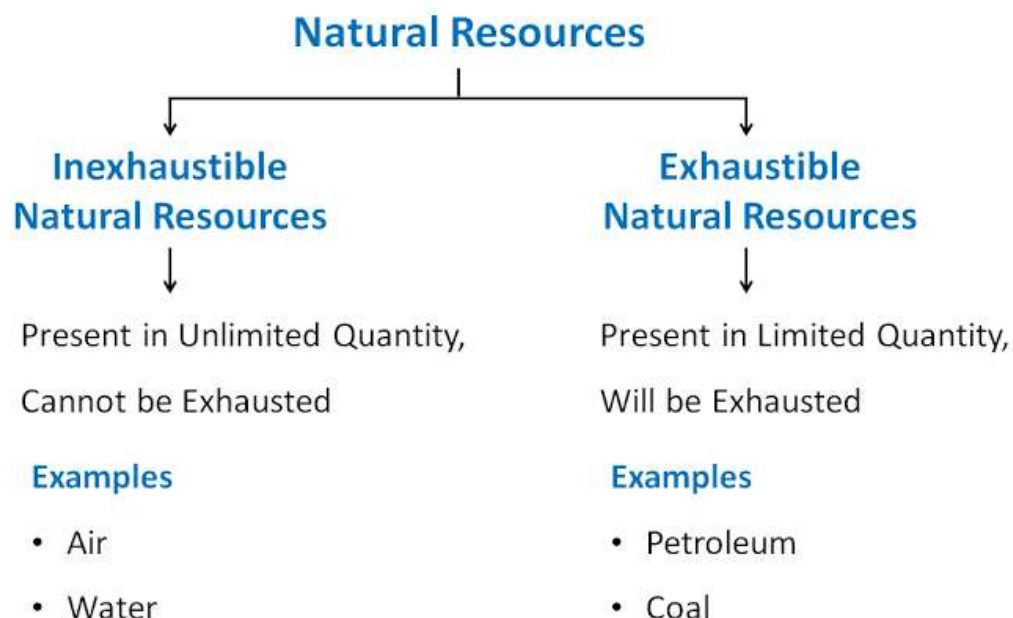 Natural Resources
Inexhaustible
Natural Resources
Present in Unlimited Quantity,
Cannot be Exhausted
Examples
• Air
• Water
Exhaustible
Natural Resources
Present in Limited Quantity,
Will be Exhausted
Examples
• Petroleum
• Coal